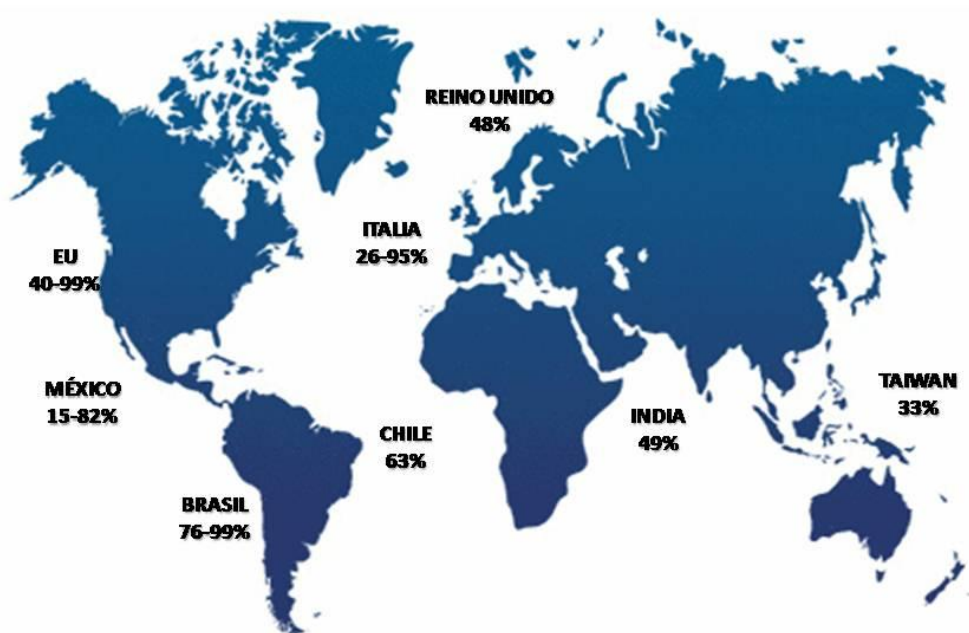 REINO UNIDO
48%
ITALIA
26-95%
EU
40-99%
MÉXICO
15-82%
TAIWAN
33%
INDIA
49%
CHILE
63%
BRASIL
76-99%